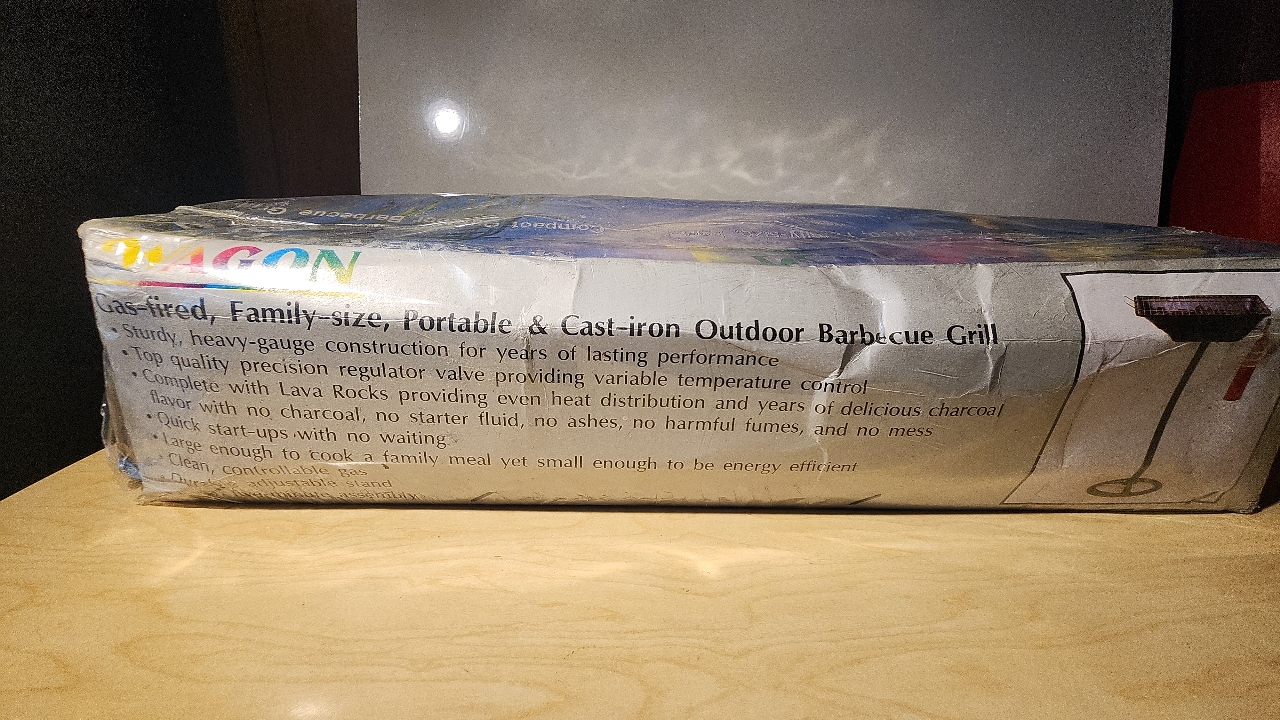 Barbecue
Compact
Gas-fired, Family-size, Portable & Cast-iron Outdoor Barbecue Grill
• Sturdy, heavy-gauge construction for years of lasting performance
• Top quality precision regulator valve providing variable temperature control
• Complete with Lava Rocks providing even heat distribution and years of delicious charcoal
flavor with no charcoal, no starter fluid, no ashes, no harmful fumes, and no mess
• Quick start-ups with no waiting
• Large enough to cook a family meal yet small enough to be energy efficient
• Clean, controllable gas
adjustable stand
assembly